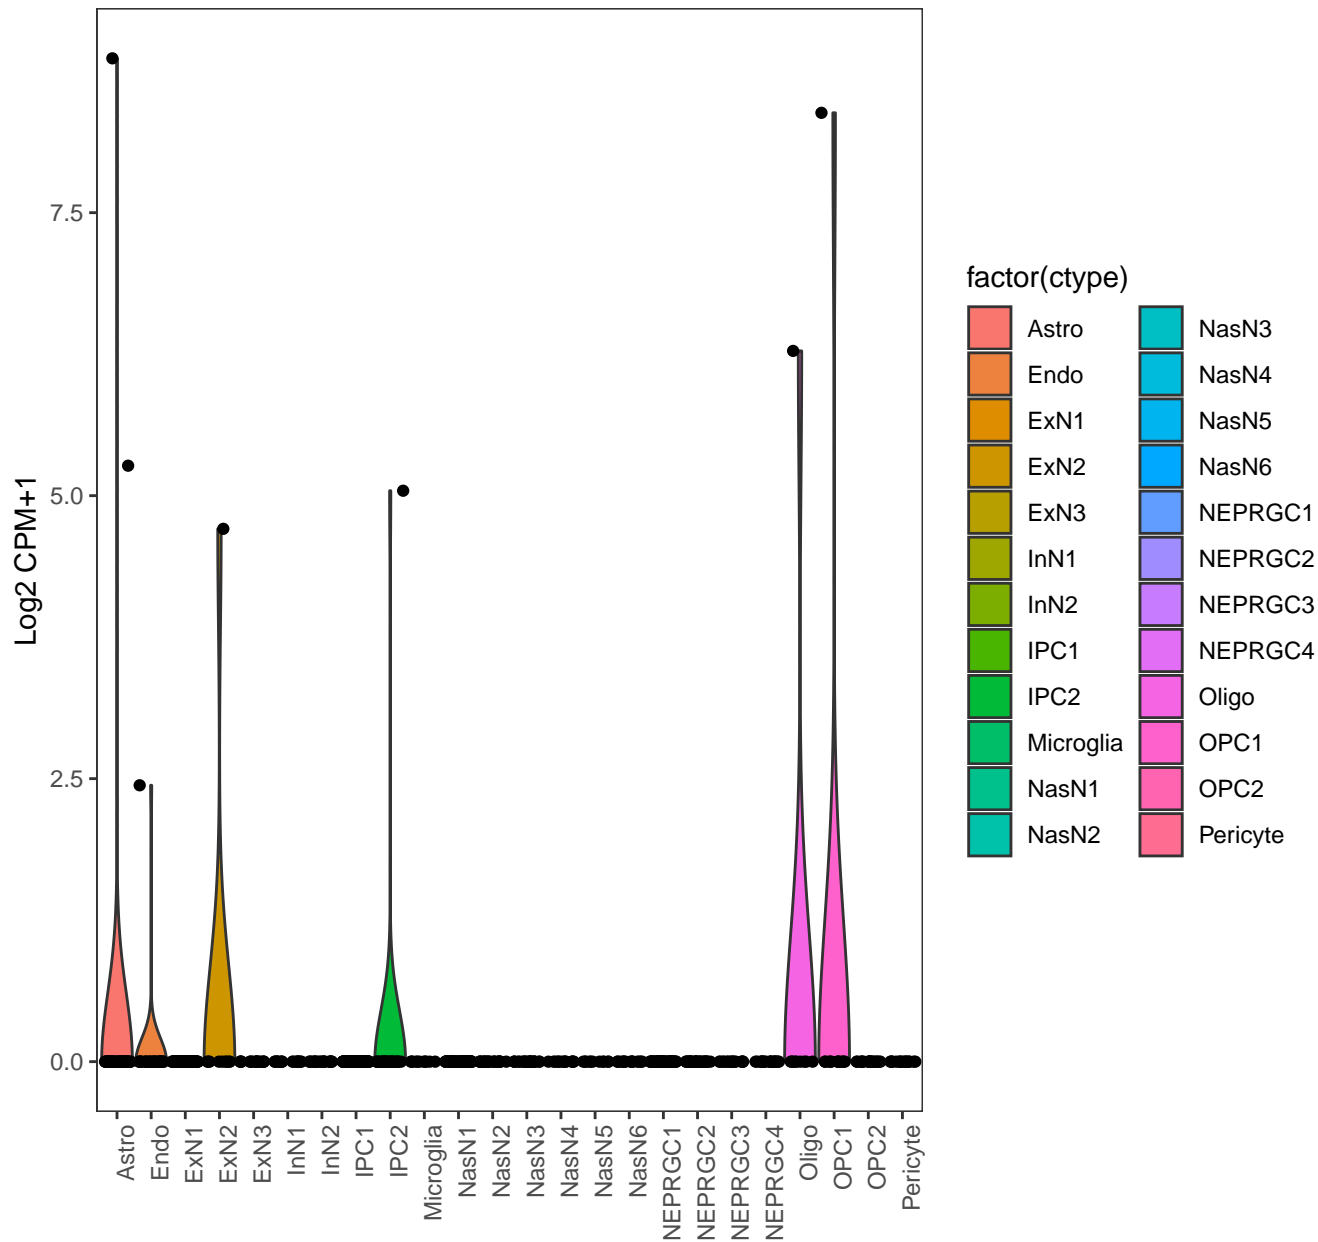 Log2 CPM+1
7.5
5.0
2.5
0.0
Astro
Endo
ExN1
ExN2
ExN3
InN1
InN2
IPC1
IPC2
Microglia
NasN1
NasN2
NasN3
NasN4
NasN5
NasN6
NEPRGC1
NEPRGC2
NEPRGC3
NEPRGC4
Oligo
OPC1
OPC2
Pericyte
factor(ctype)
Astro
Endo
ExN1
ExN2
ExN3
InN1
InN2
IPC1
IPC2
Microglia
NasN1
NasN2
NasN3
NasN4
NasN5
NasN6
NEPRGC1
NEPRGC2
NEPRGC3
NEPRGC4
Oligo
OPC1
OPC2
Pericyte